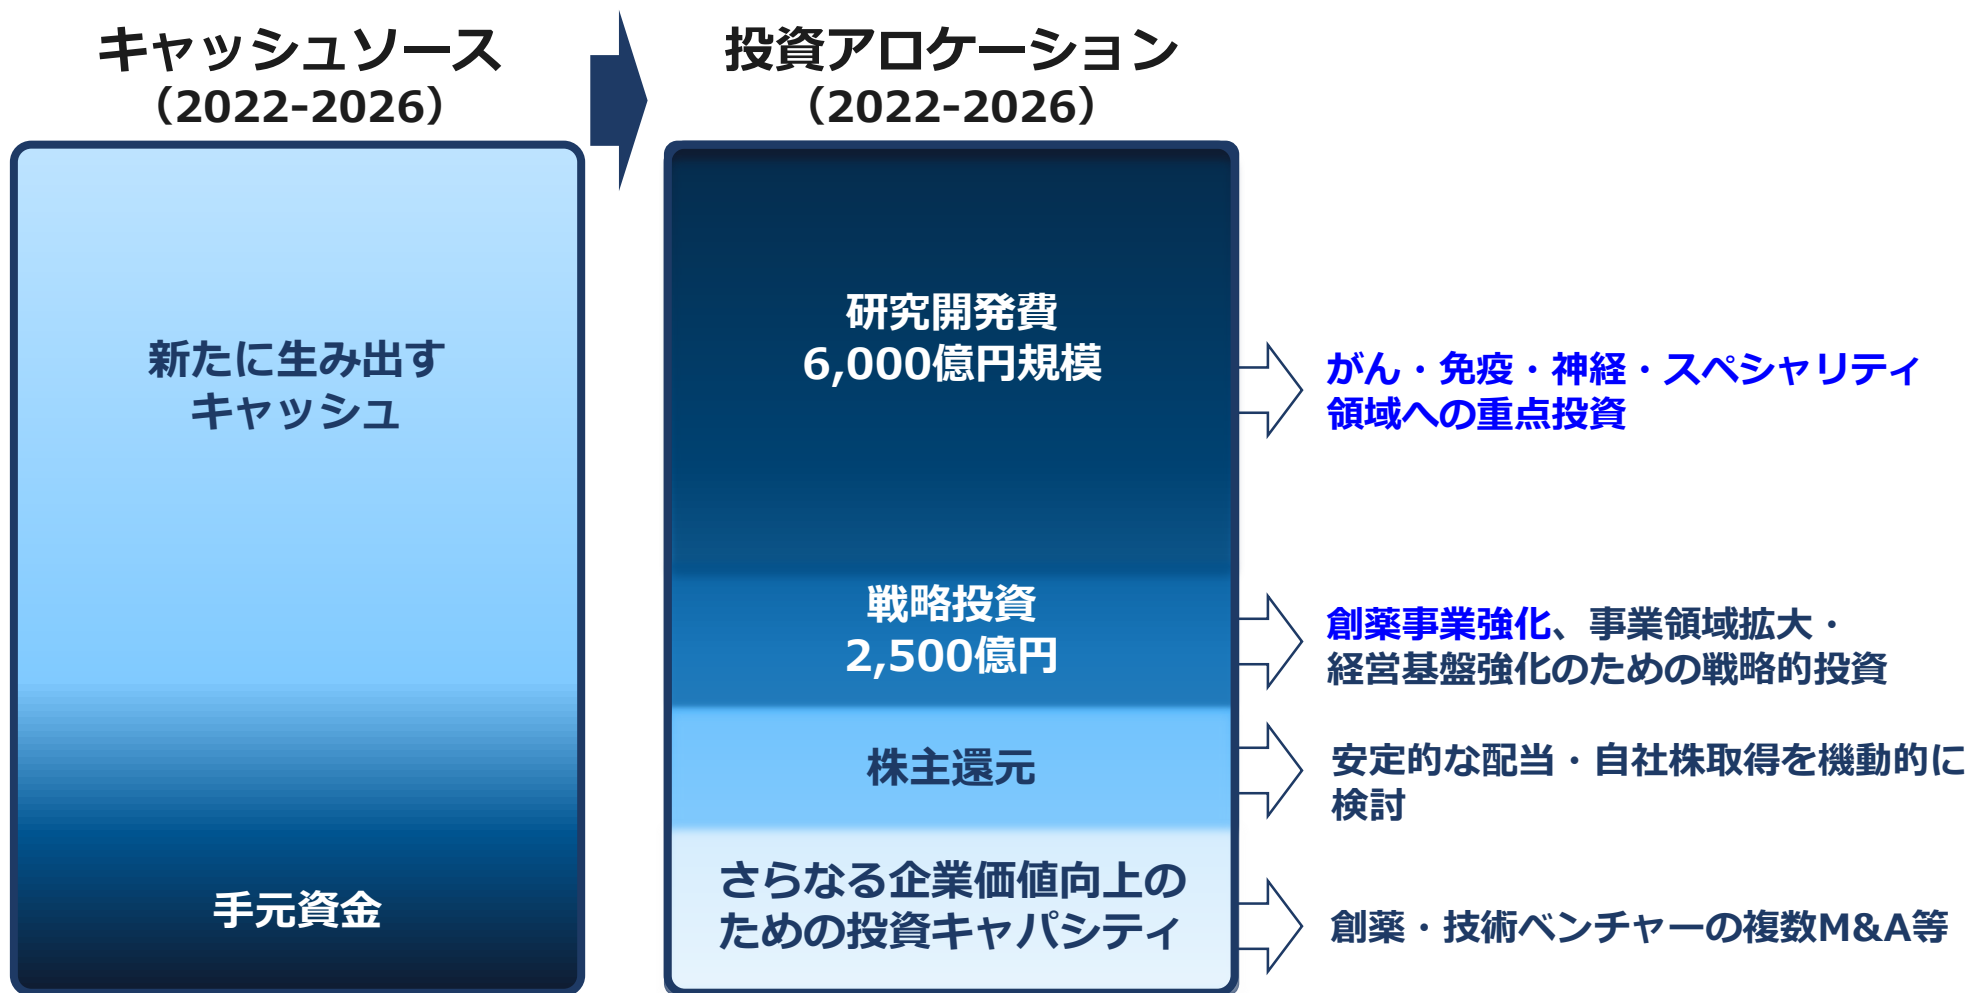 キャッシュソース
（2022-2026）
投資アロケーション
（2022-2026）
新たに生み出す
キャッシュ
手元資金
研究開発費
6,000億円規模
がん・免疫・神経・スペシャリティ
領域への重点投資
戦略投資
2,500億円
創薬事業強化、事業領域拡大・
経営基盤強化のための戦略的投資
株主還元
安定的な配当・自社株取得を機動的に
検討
さらなる企業価値向上の
ための投資キャパシティ
創薬・技術ベンチャーの複数M&A等